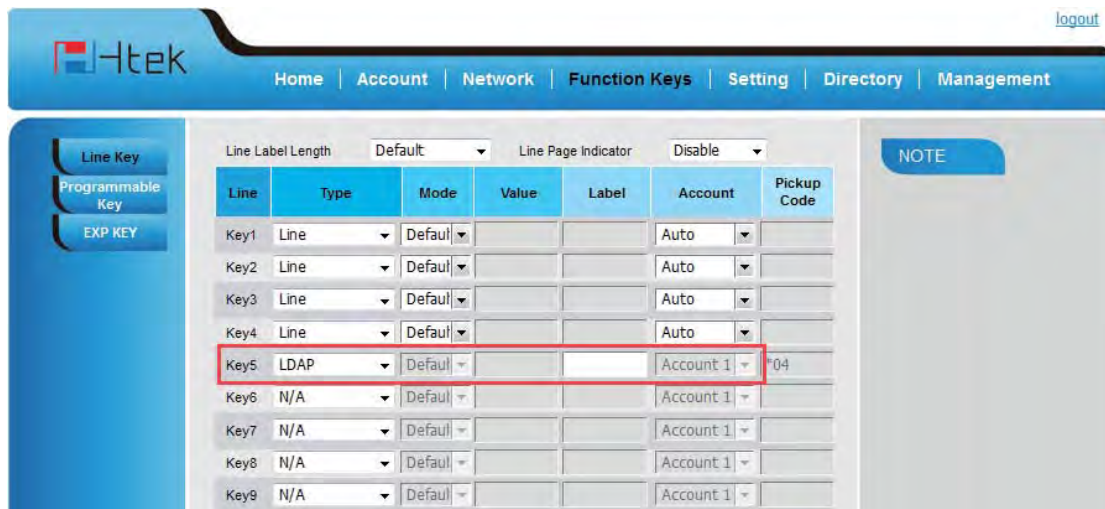 logout
Htek
Home | Account | Network | Function Keys | Setting | Directory | Management
Line Key
Programmable Key
EXP KEY
Line Label Length Default Line Page Indicator Disable
NOTE
Line Type Mode Value Label Account Pickup Code
Key1 Line Defaul Auto
Key2 Line Defaul Auto
Key3 Line Defaul Auto
Key4 Line Defaul Auto
Key5 LDAP Defaul Account 1 *04
Key6 N/A Defaul Account 1
Key7 N/A Defaul Account 1
Key8 N/A Defaul Account 1
Key9 N/A Defaul Account 1